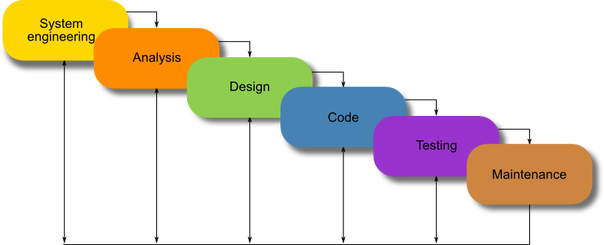 System
engineering
Analysis
Design
Code
Testing
Maintenance